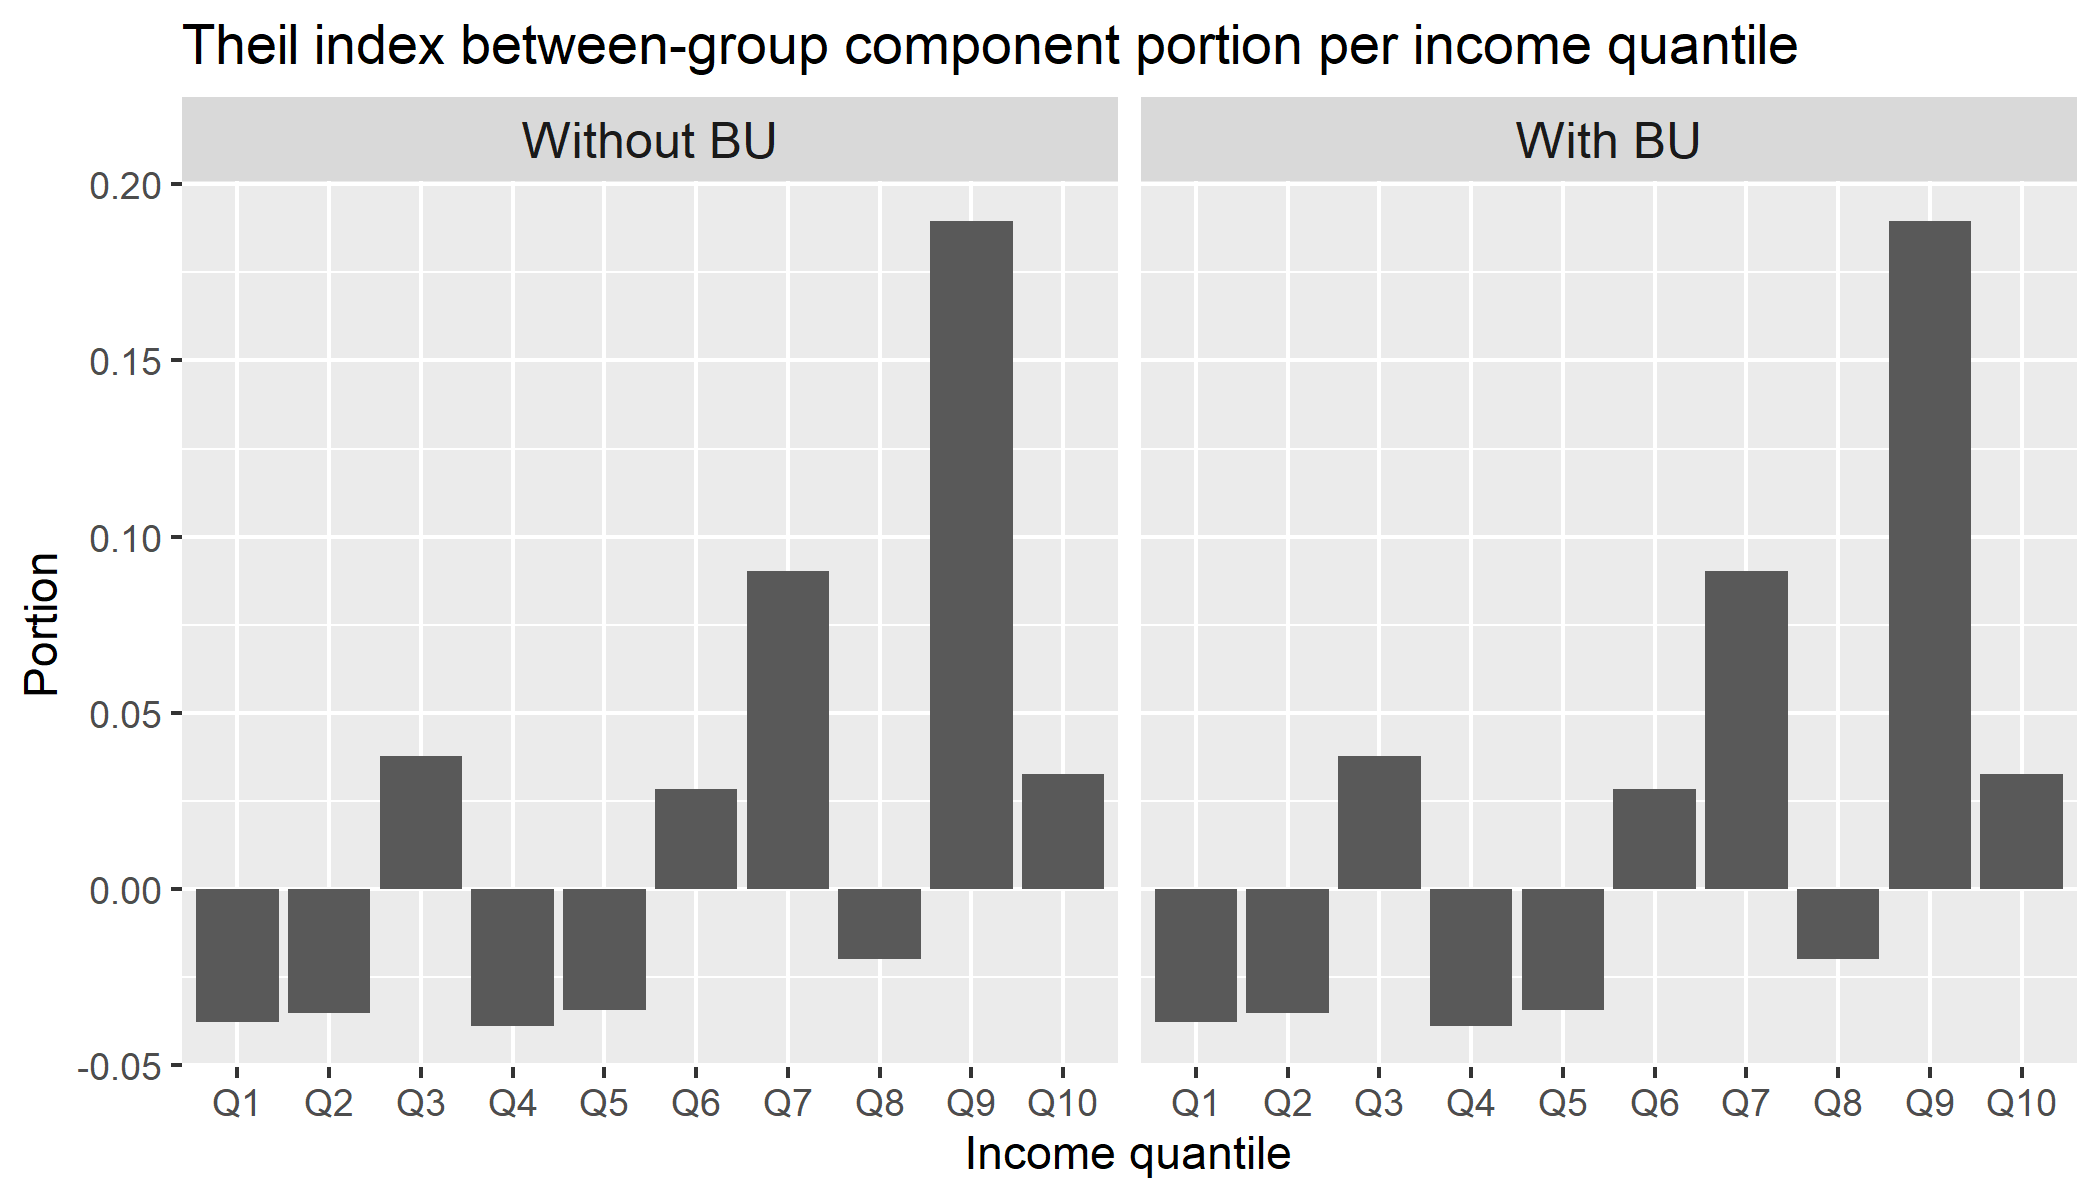 Theil index between-group component portion per income quantile
Without BU
With BU
0.20
0.15
0.10
0.05
0.00
-0.05
Portion
Q1 Q2 Q3 Q4 Q5 Q6 Q7 Q8 Q9 Q10
Q1 Q2 Q3 Q4 Q5 Q6 Q7 Q8 Q9 Q10
Income quantile